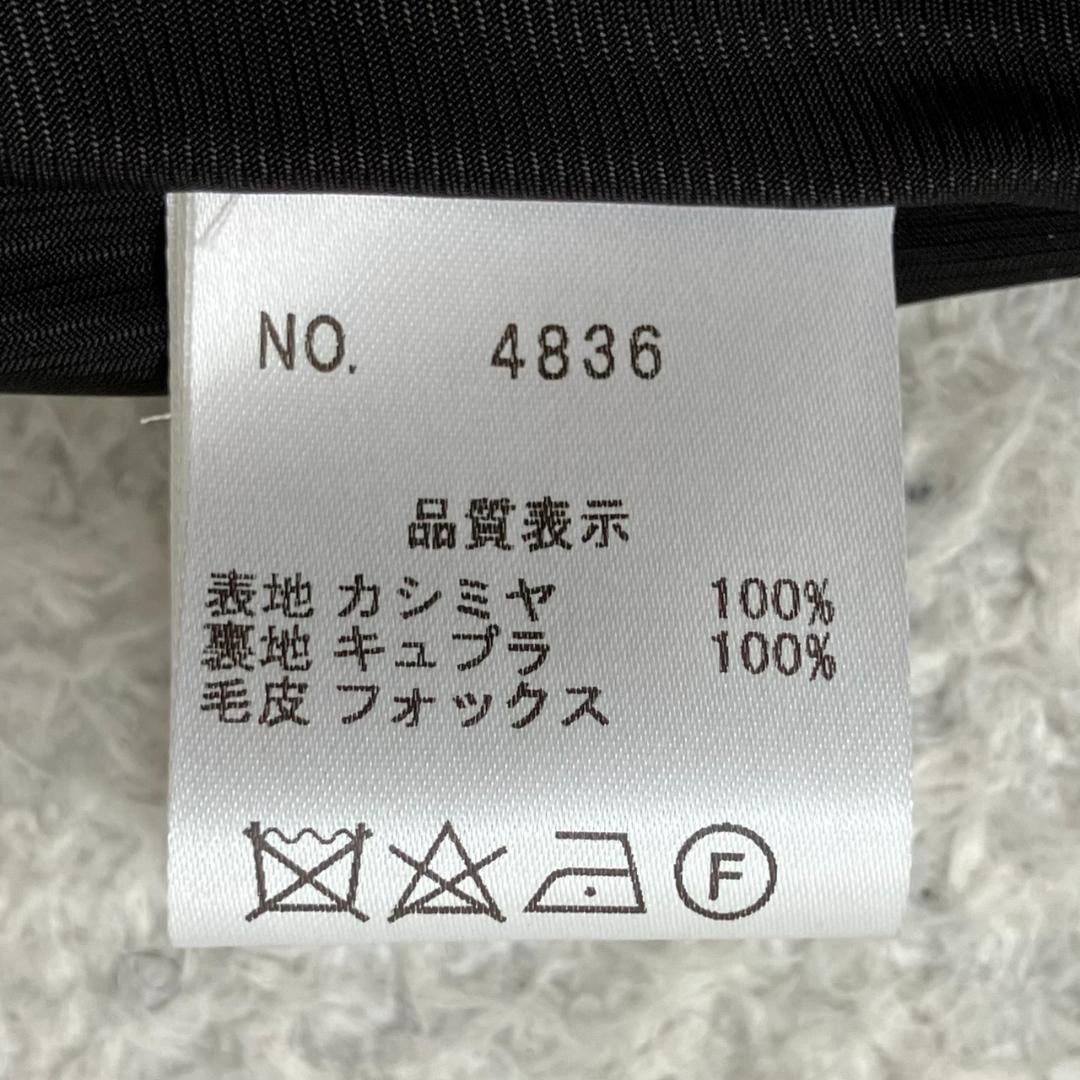 NO. 4836
品質表示
表地 カシミヤ 100%
裏地 キュプラ 100%
毛皮 フォックス
F